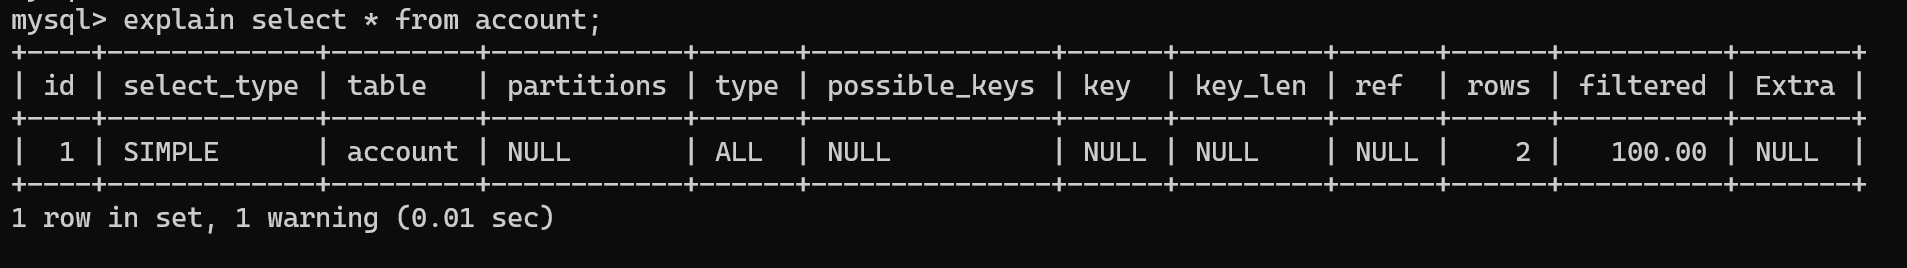 mysql> explain select * from account;
+----+-------------+---------+------------+------+---------------+------+---------+------+------+----------+-------+
| id | select_type | table   | partitions | type | possible_keys | key  | key_len | ref  | rows | filtered | Extra |
+----+-------------+---------+------------+------+---------------+------+---------+------+------+----------+-------+
|  1 | SIMPLE      | account | NULL       | ALL  | NULL          | NULL | NULL    | NULL |    2 |   100.00 | NULL  |
+----+-------------+---------+------------+------+---------------+------+---------+------+------+----------+-------+
1 row in set, 1 warning (0.01 sec)